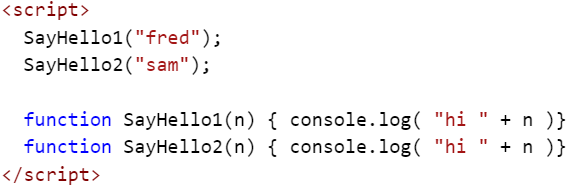 <script>
SayHello1("fred");
SayHello2("sam");
function SayHello1(n) { console.log( "hi " + n )}
function SayHello2(n) { console.log( "hi " + n )}
</script>